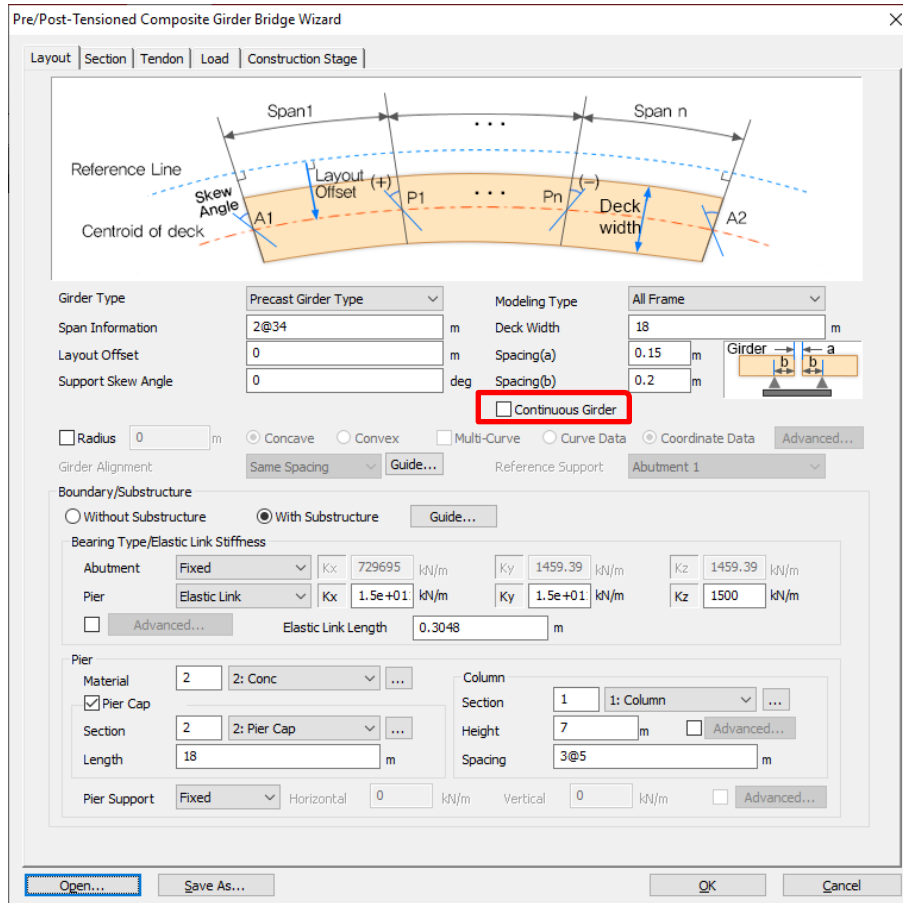 Pre/Post-Tensioned Composite Girder Bridge Wizard
Layout Section Tendon Load Construction Stage
Span1 ... Span n
Reference Line
Layout Offset (+) (-)
Skew Angle A1 P1 ... Pn Deck width A2
Centroid of deck
Girder Type Precast Girder Type Modeling Type All Frame
Span Information 2@34 m Deck Width 18 m
Layout Offset 0 m Spacing(a) 0.15 m Girder a
Support Skew Angle 0 deg Spacing(b) 0.2 m b b
Continuous Girder
Radius 0 m Concave Convex Multi-Curve Curve Data Coordinate Data Advanced...
Girder Alignment Same Spacing Guide... Reference Support Abutment 1
Boundary/Substructure
Without Substructure With Substructure Guide...
Bearing Type/Elastic Link Stiffness
Abutment Fixed Kx 729695 kN/m Ky 1459.39 kN/m Kz 1459.39 kN/m
Pier Elastic Link Kx 1.5e+01 kN/m Ky 1.5e+01 kN/m Kz 1500 kN/m
Advanced... Elastic Link Length 0.3048 m
Pier
Material 2 2: Conc ... Column
Pier Cap Section 1 1: Column ...
Section 2 2: Pier Cap ... Height 7 m Advanced...
Length 18 m Spacing 3@5 m
Pier Support Fixed Horizontal 0 kN/m Vertical 0 kN/m Advanced...
Open... Save As... OK Cancel